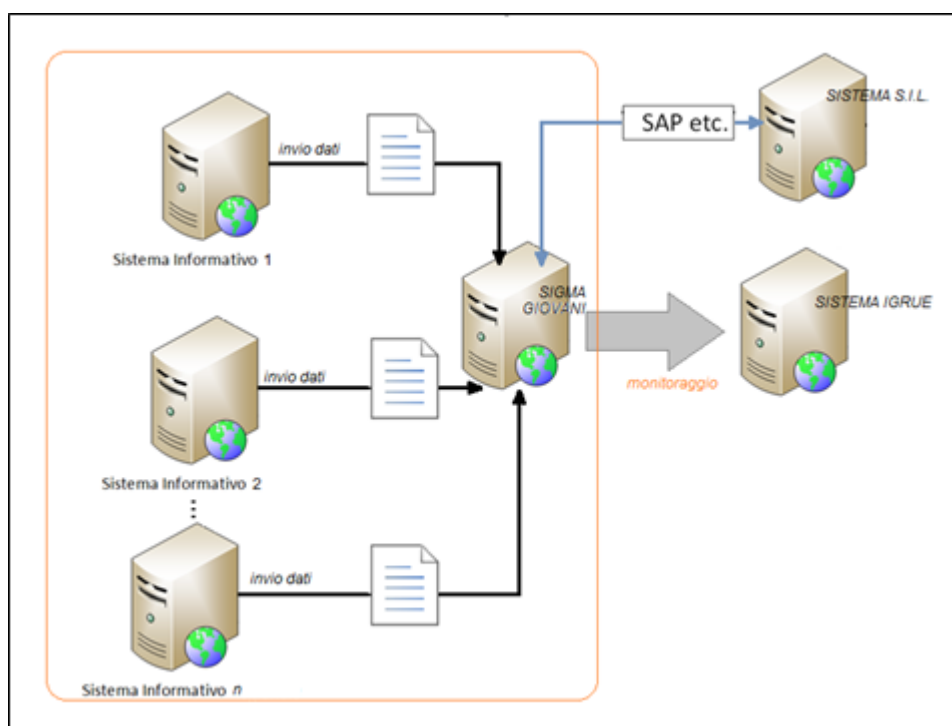 SISTEMA S.I.L.
SAP etc.
invio dati
Sistema Informativo 1
SIGMA
GIOVANI
SISTEMA IGRUE
monitoraggio
invio dati
Sistema Informativo 2
invio dati
Sistema Informativo n